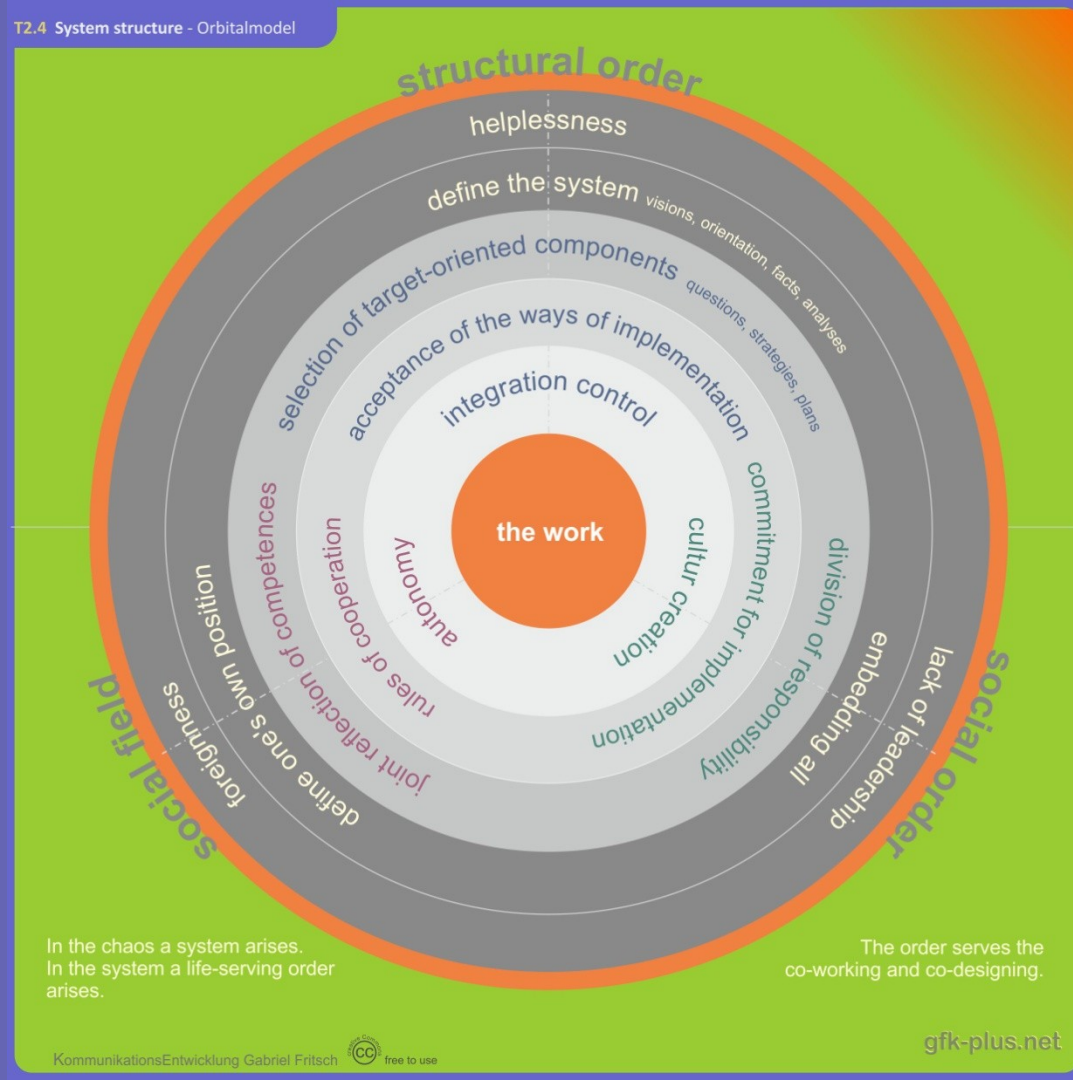 T2.4 System structure - Orbitalmodel
structural order
helplessness
define the system visions, orientation, facts, analyses
selection of target-oriented components questions, strategies, plans
acceptance of the ways of implementation
integration control
the work
autonomy
rules of cooperation
joint reflection of competences
define one's own position
foreignness
social field
cultur creation
commitment for implementation
division of responsibility
embedding all
lack of leadership
social order
In the chaos a system arises.
In the system a life-serving order
arises.
The order serves the
co-working and co-designing.
KommunikationsEntwicklung Gabriel Fritsch
Creative Commons
CC
free to use
gfk-plus.net